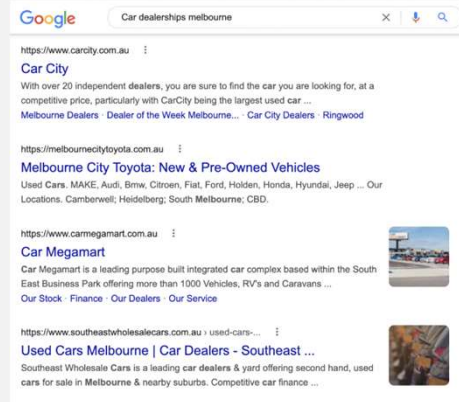 Google
Car dealerships melbourne
https://www.carcity.com.au
Car City
With over 20 independent dealers, you are sure to find the car you are looking for, at a
competitive price, particularly with CarCity being the largest used car ...
Melbourne Dealers · Dealer of the Week Melbourne... · Car City Dealers · Ringwood
https://melbournecitytoyota.com.au
Melbourne City Toyota: New & Pre-Owned Vehicles
Used Cars. MAKE, Audi, Bmw, Citroen, Fiat, Ford, Holden, Honda, Hyundai, Jeep ... Our
Locations. Camberwell; Heidelberg; South Melbourne; CBD.
https://www.carmegamart.com.au
Car Megamart
Car Megamart is a leading purpose built integrated car complex based within the South
East Business Park offering more than 1000 Vehicles, RV's and Caravans ...
Our Stock · Finance · Our Dealers · Our Service
https://www.southeastwholesalecars.com.au › used-cars-...
Used Cars Melbourne | Car Dealers - Southeast ...
Southeast Wholesale Cars is a leading car dealers & yard offering second hand, used
cars for sale in Melbourne & nearby suburbs. Competitive car finance ...